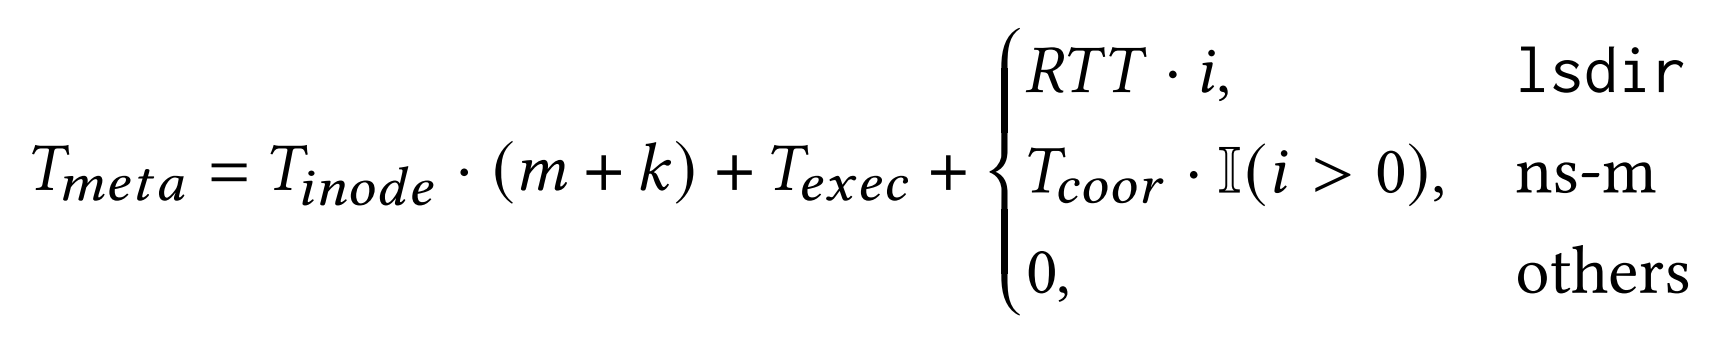 RTT · i, lsdir
T_meta = T_inode · (m + k) + T_exec + { T_coor · 𝕀(i > 0), ns-m
0, others